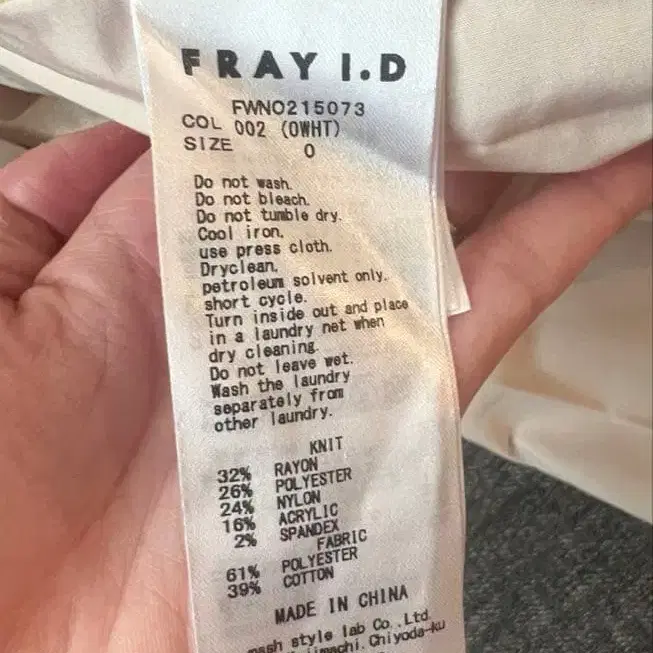 FRAY I.D
FWNO215073
COL 002 (OWHT)
SIZE 0
Do not wash.
Do not bleach.
Do not tumble dry.
Cool iron.
use press cloth.
Dryclean.
petroleum solvent only.
short cycle.
Turn inside out and place
in a laundry net when
dry cleaning.
Do not leave wet.
Wash the laundry
separately from
other laundry.
KNIT
32% RAYON
26% POLYESTER
24% NYLON
16% ACRYLIC
2% SPANDEX
FABRIC
61% POLYESTER
39% COTTON
MADE IN CHINA
mash style lab Co.,Ltd.
Chiyoda-ku